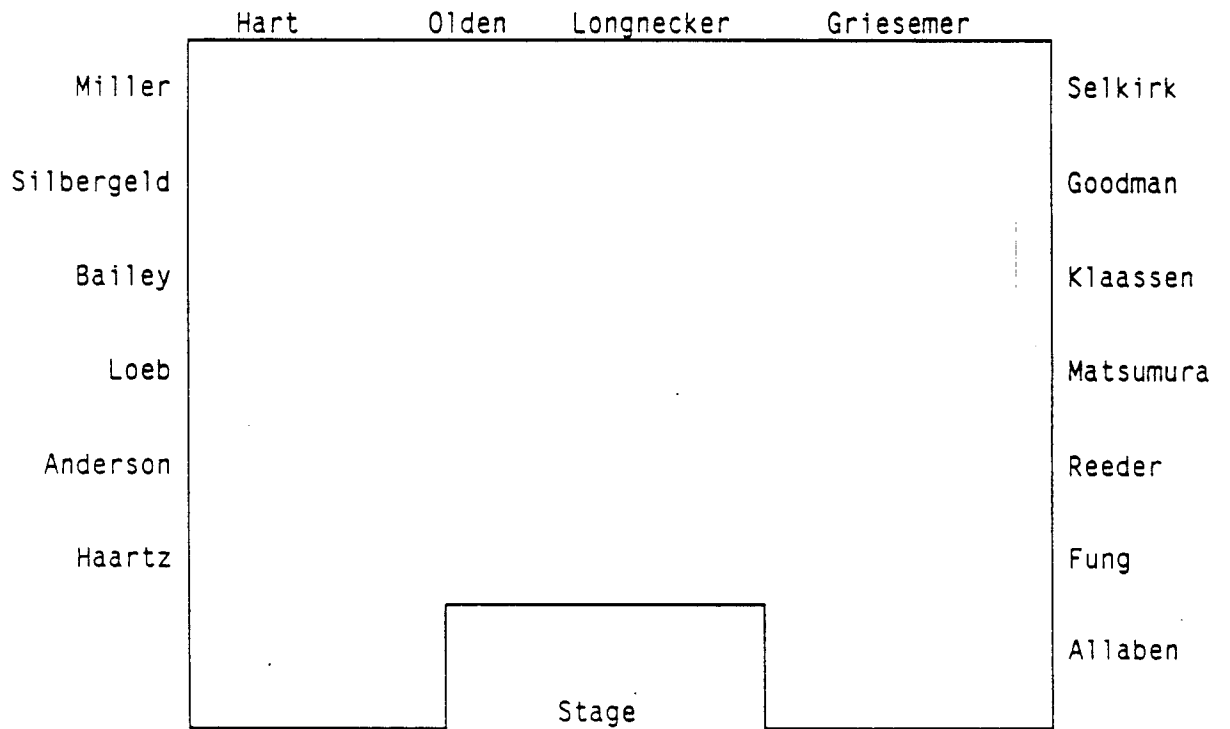 Hart Olden Longnecker Griesemer
Miller Selkirk
Silbergeld Goodman
Bailey Klaassen
Loeb Matsumura
Anderson Reeder
Haartz Fung
Allaben
Stage